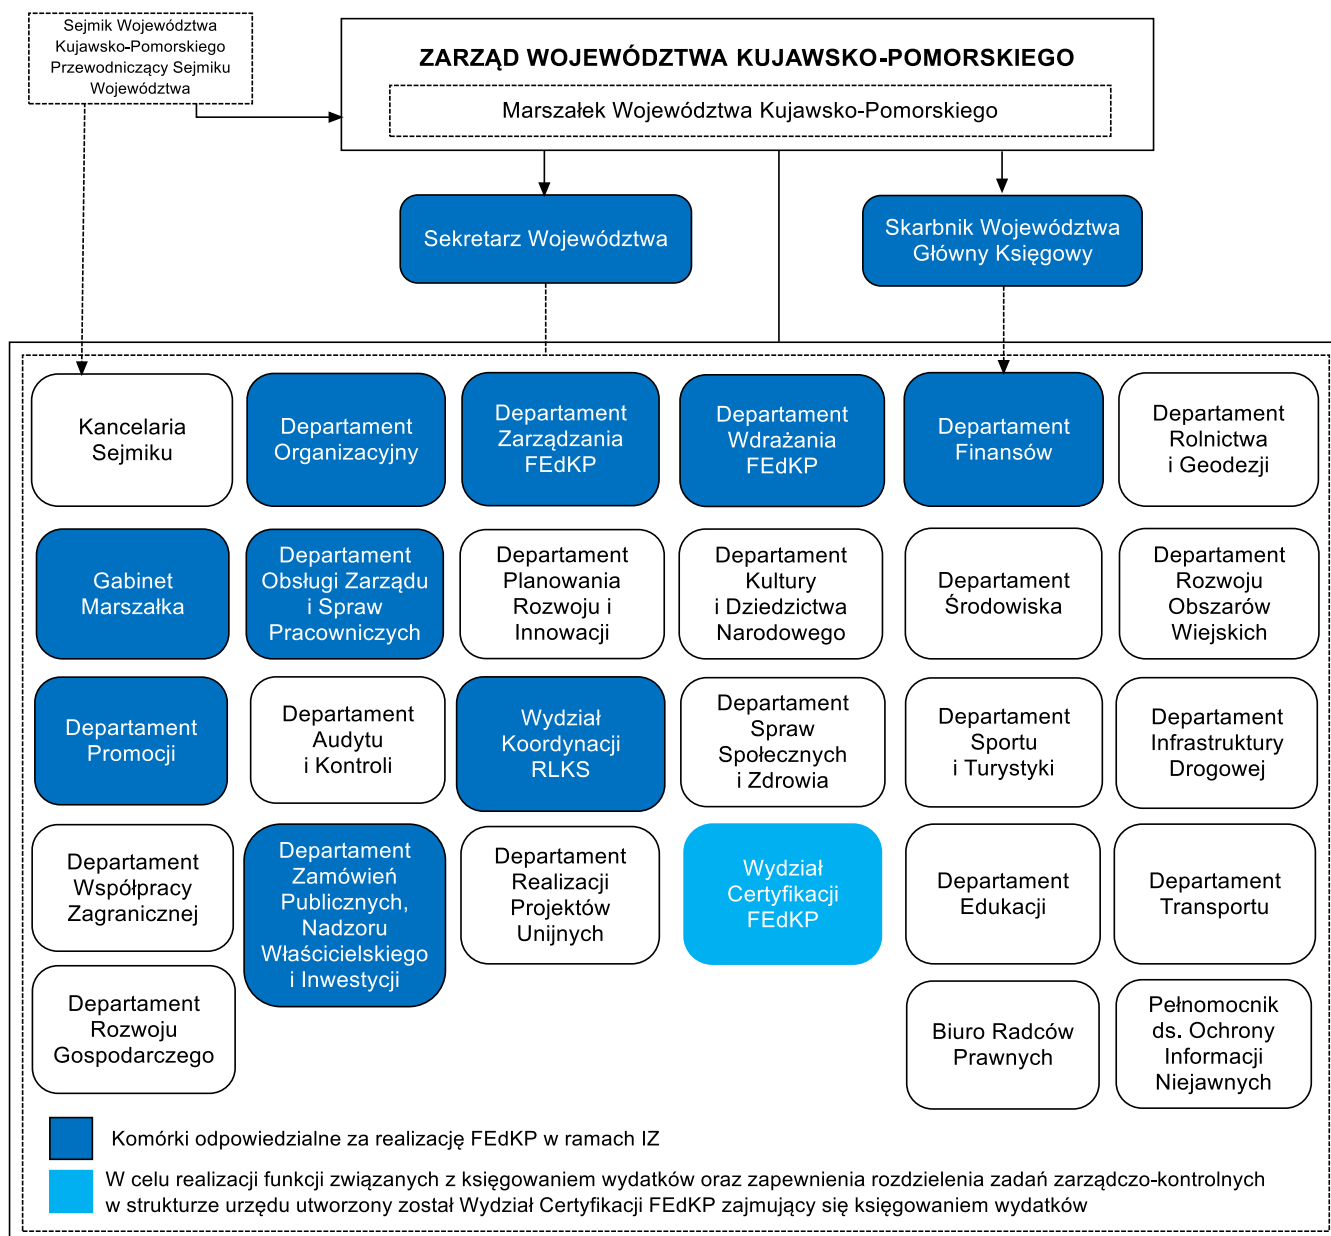 Sejmik Województwa
Kujawsko-Pomorskiego
Przewodniczący Sejmiku
Województwa
ZARZĄD WOJEWÓDZTWA KUJAWSKO-POMORSKIEGO
Marszałek Województwa Kujawsko-Pomorskiego
Sekretarz Województwa
Skarbnik Województwa
Główny Księgowy
Kancelaria
Sejmiku
Departament
Organizacyjny
Departament
Zarządzania
FEdKP
Departament
Wdrażania
FEdKP
Departament
Finansów
Departament
Rolnictwa
i Geodezji
Gabinet
Marszałka
Departament
Obsługi Zarządu
i Spraw
Pracowniczych
Departament
Planowania
Rozwoju i
Innowacji
Departament
Kultury
i Dziedzictwa
Narodowego
Departament
Środowiska
Departament
Rozwoju
Obszarów
Wiejskich
Departament
Promocji
Departament
Audytu
i Kontroli
Wydział
Koordynacji
RLKS
Departament
Spraw
Społecznych
i Zdrowia
Departament
Sportu
i Turystyki
Departament
Infrastruktury
Drogowej
Departament
Współpracy
Zagranicznej
Departament
Zamówień
Publicznych,
Nadzoru
Właścicielskiego
i Inwestycji
Departament
Realizacji
Projektów
Unijnych
Wydział
Certyfikacji
FEdKP
Departament
Edukacji
Departament
Transportu
Departament
Rozwoju
Gospodarczego
Biuro Radców
Prawnych
Pełnomocnik
ds. Ochrony
Informacji
Niejawnych
Komórki odpowiedzialne za realizację FEdKP w ramach IZ
W celu realizacji funkcji związanych z księgowaniem wydatków oraz zapewnienia rozdzielenia zadań zarządczo-kontrolnych
w strukturze urzędu utworzony został Wydział Certyfikacji FEdKP zajmujący się księgowaniem wydatków